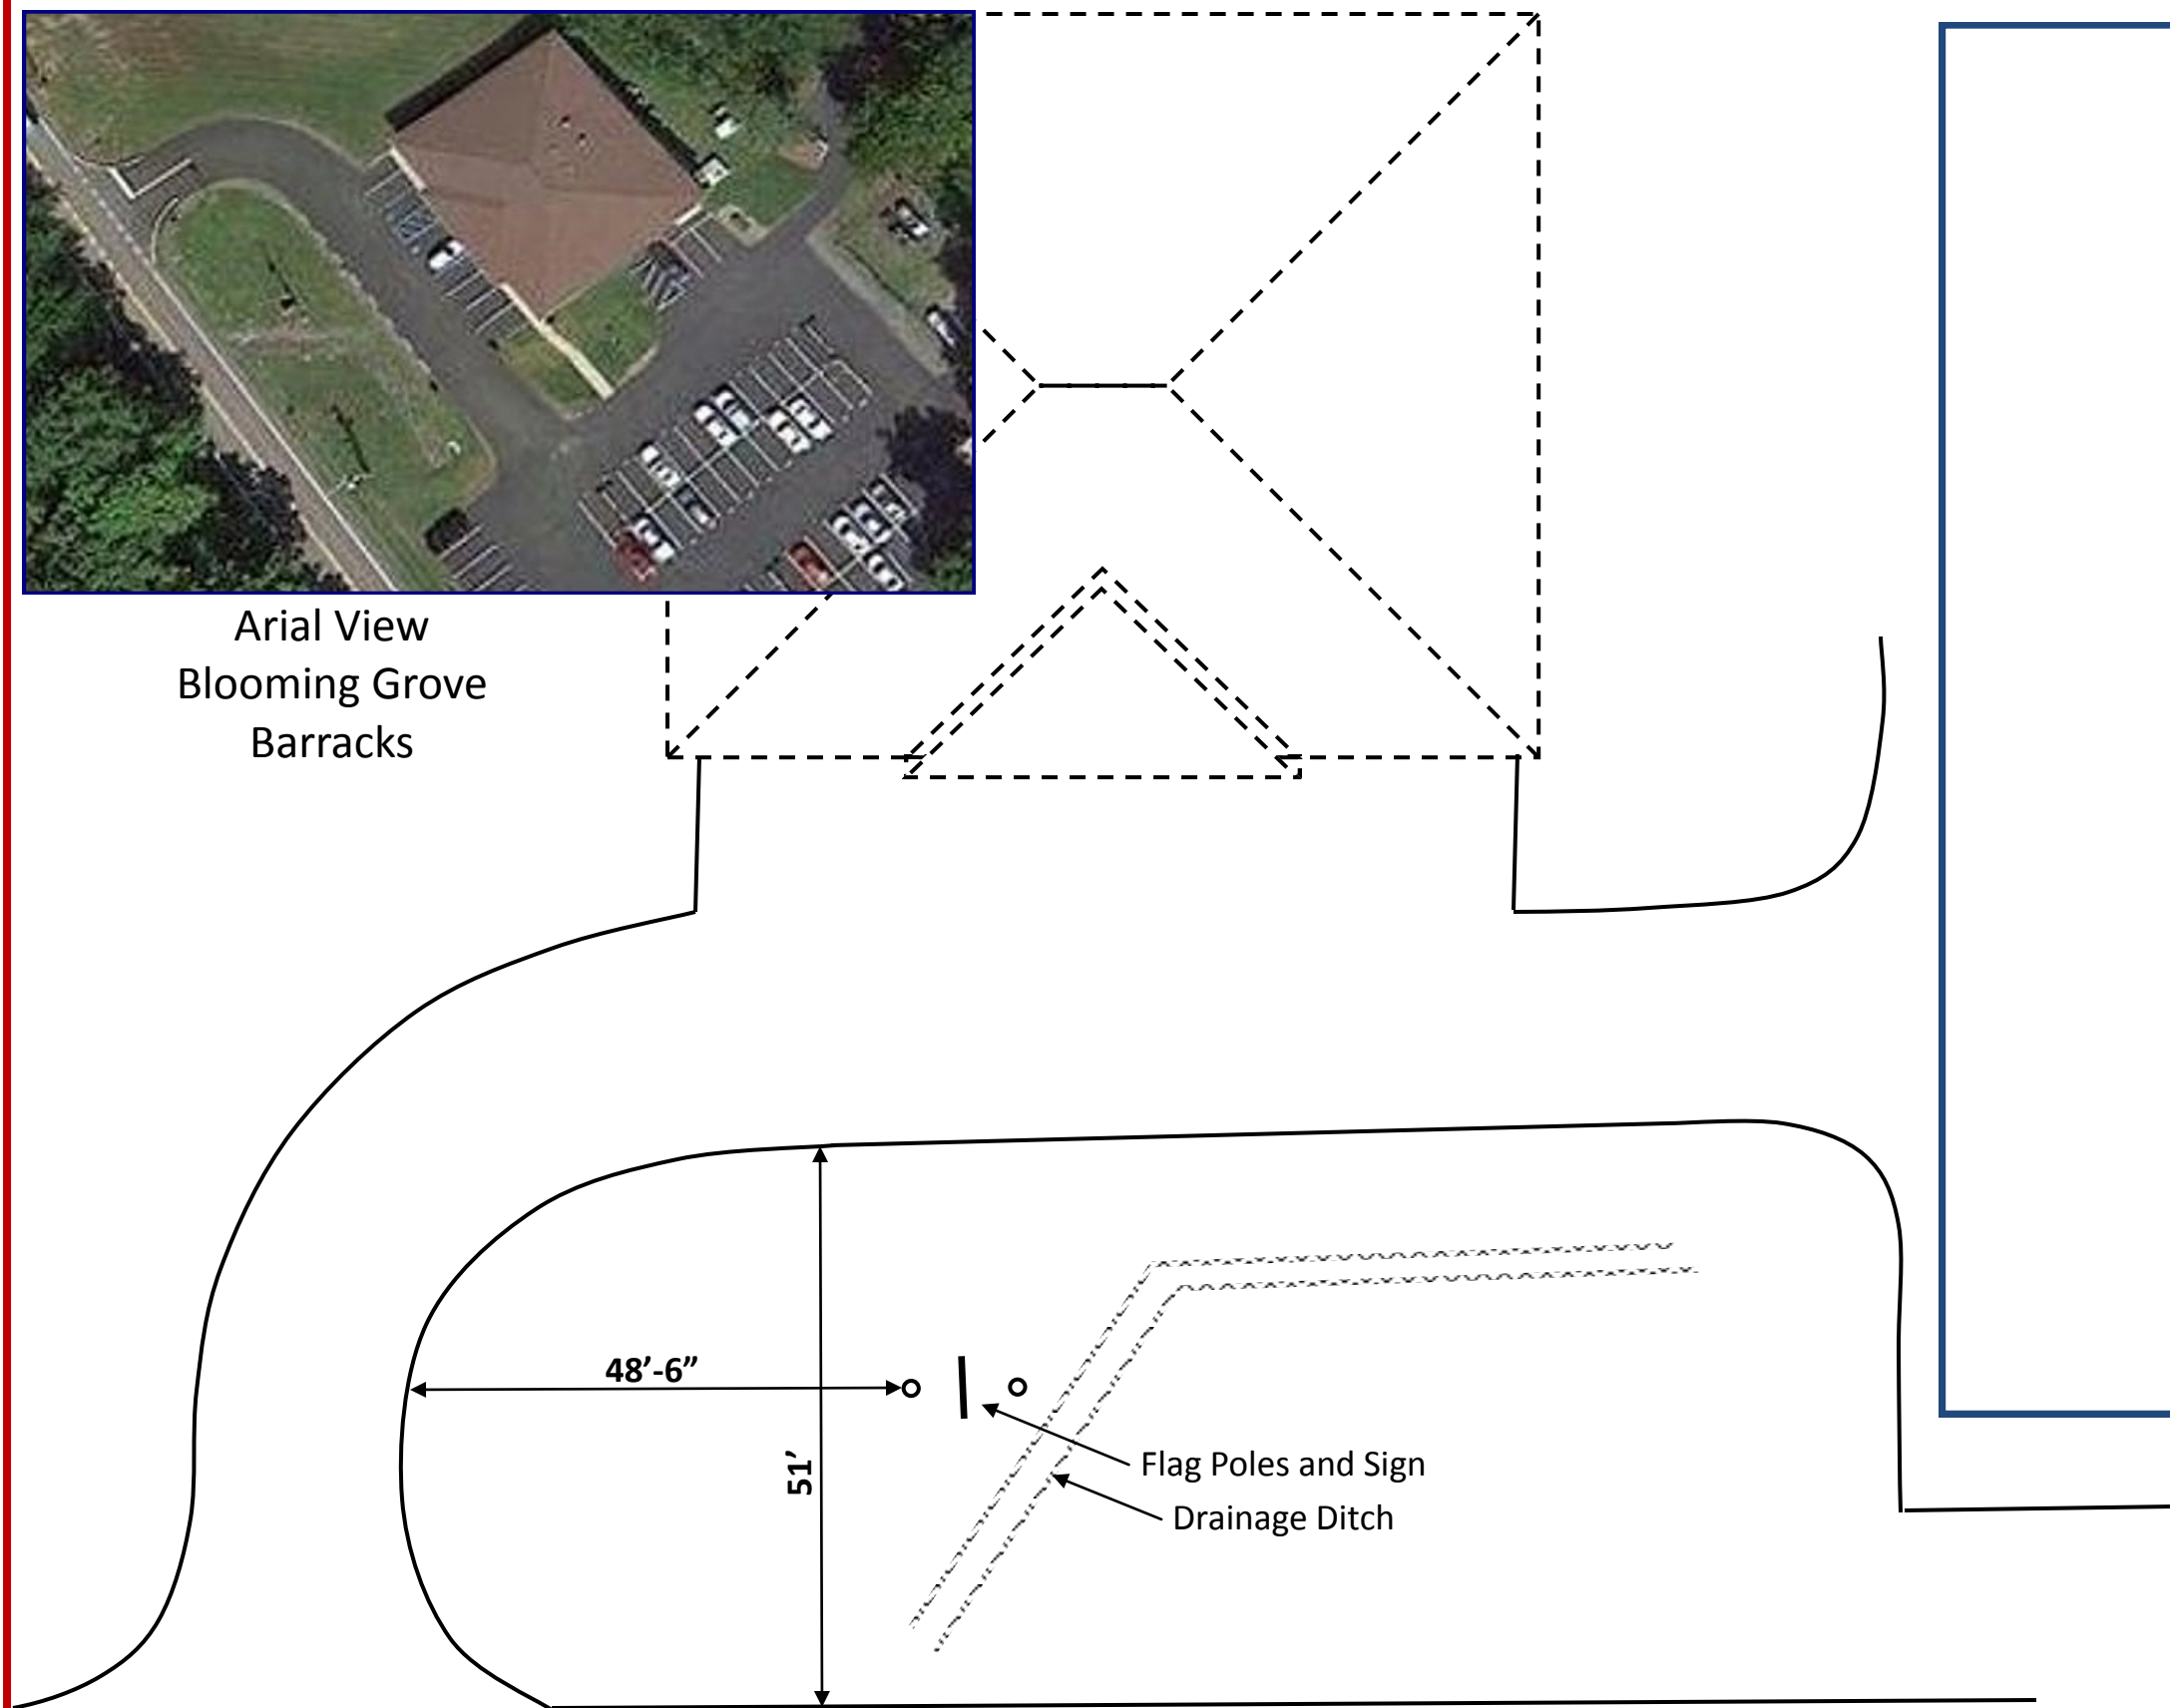 Arial View
Blooming Grove
Barracks
48’-6”
51’
Flag Poles and Sign
Drainage Ditch